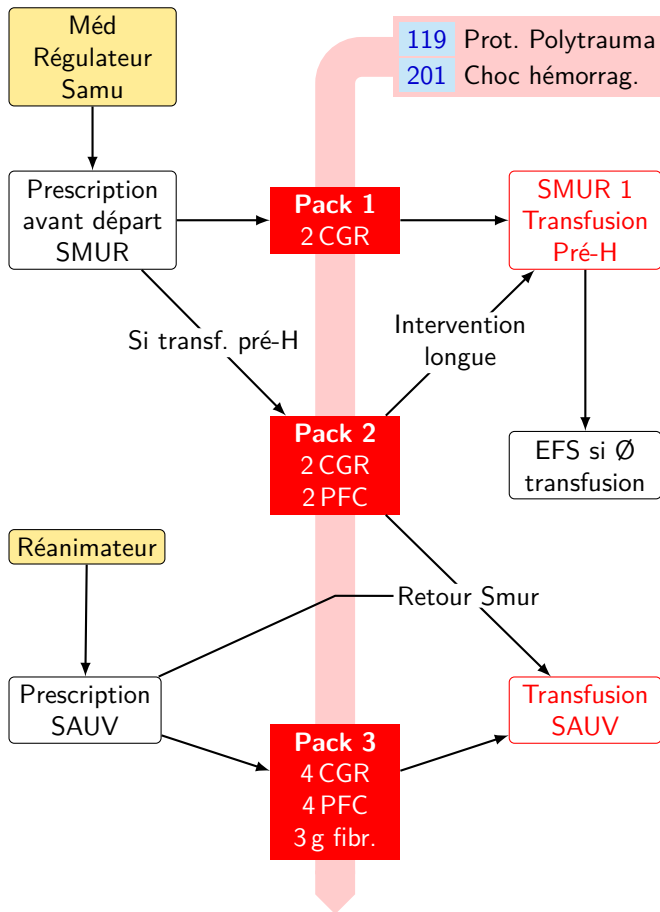 Méd
Régulateur
Samu
119 Prot. Polytrauma
201 Choc hémorrag.
Prescription
avant départ
SMUR
Pack 1
2 CGR
SMUR 1
Transfusion
Pré-H
Si transf. pré-H
Intervention
longue
Pack 2
2 CGR
2 PFC
EFS si Ø
transfusion
Réanimateur
Retour Smur
Prescription
SAUV
Transfusion
SAUV
Pack 3
4 CGR
4 PFC
3 g fibr.